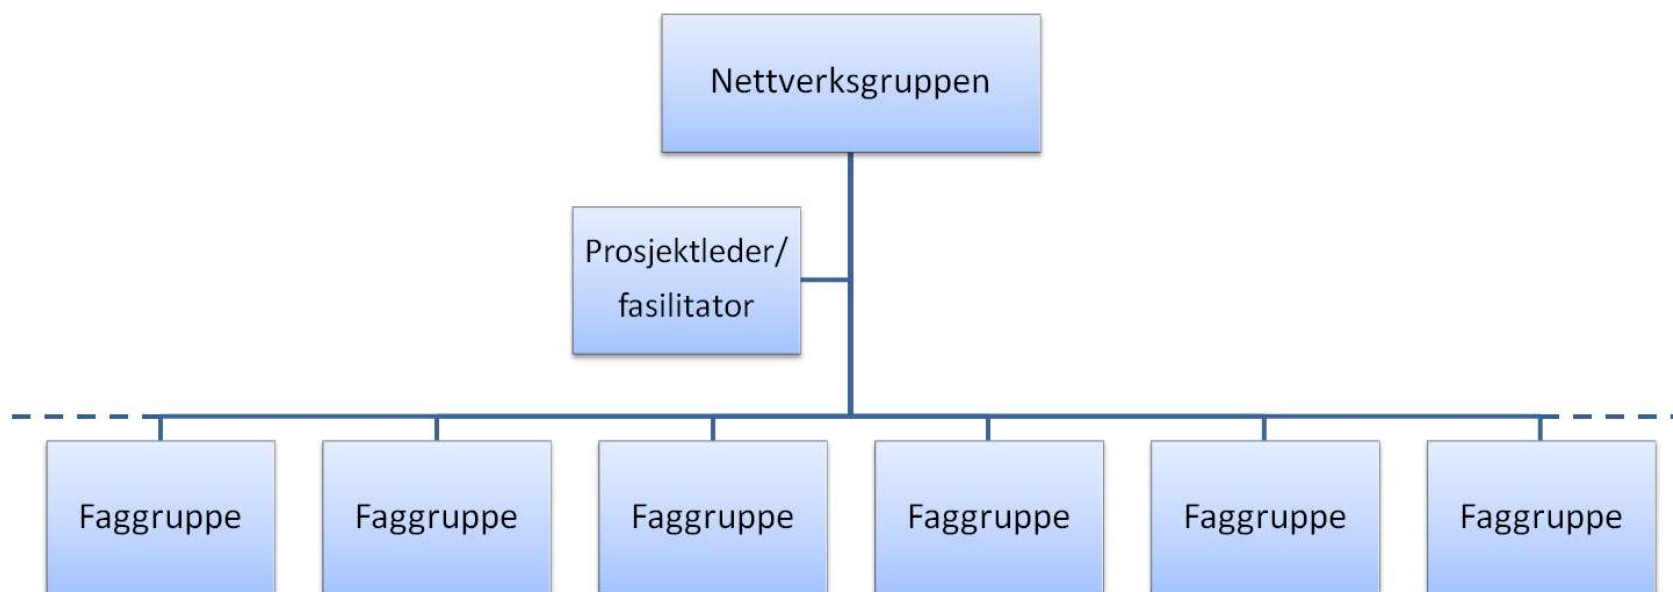 Nettverksgruppen
Prosjektleder/
fasilitator
Faggruppe
Faggruppe
Faggruppe
Faggruppe
Faggruppe
Faggruppe